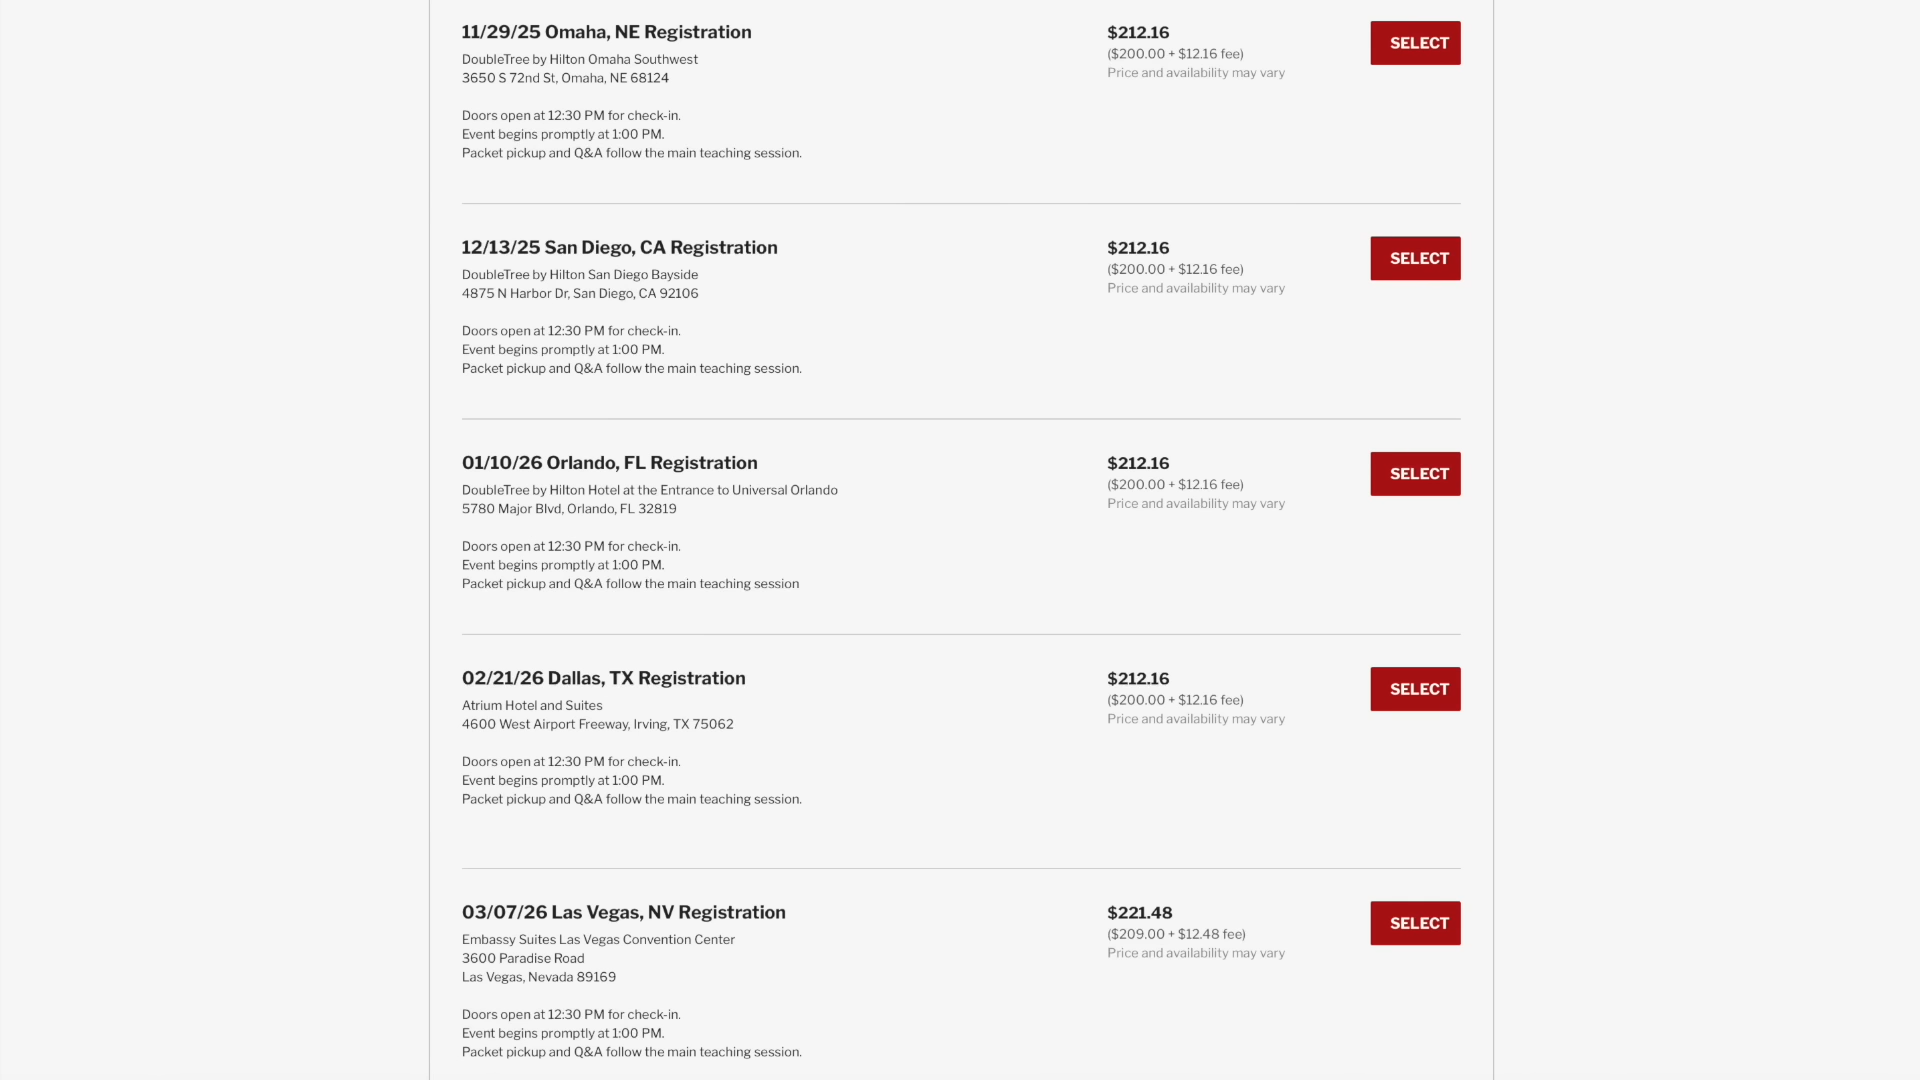 11/29/25 Omaha, NE Registration
DoubleTree by Hilton Omaha Southwest
3650 S 72nd St, Omaha, NE 68124
Doors open at 12:30 PM for check-in.
Event begins promptly at 1:00 PM.
Packet pickup and Q&A follow the main teaching session.
$212.16
($200.00 + $12.16 fee)
Price and availability may vary
SELECT
12/13/25 San Diego, CA Registration
DoubleTree by Hilton San Diego Bayside
4875 N Harbor Dr, San Diego, CA 92106
Doors open at 12:30 PM for check-in.
Event begins promptly at 1:00 PM.
Packet pickup and Q&A follow the main teaching session.
$212.16
($200.00 + $12.16 fee)
Price and availability may vary
SELECT
01/10/26 Orlando, FL Registration
DoubleTree by Hilton Hotel at the Entrance to Universal Orlando
5780 Major Blvd, Orlando, FL 32819
Doors open at 12:30 PM for check-in.
Event begins promptly at 1:00 PM.
Packet pickup and Q&A follow the main teaching session
$212.16
($200.00 + $12.16 fee)
Price and availability may vary
SELECT
02/21/26 Dallas, TX Registration
Atrium Hotel and Suites
4600 West Airport Freeway, Irving, TX 75062
Doors open at 12:30 PM for check-in.
Event begins promptly at 1:00 PM.
Packet pickup and Q&A follow the main teaching session.
$212.16
($200.00 + $12.16 fee)
Price and availability may vary
SELECT
03/07/26 Las Vegas, NV Registration
Embassy Suites Las Vegas Convention Center
3600 Paradise Road
Las Vegas, Nevada 89169
Doors open at 12:30 PM for check-in.
Event begins promptly at 1:00 PM.
Packet pickup and Q&A follow the main teaching session.
$221.48
($209.00 + $12.48 fee)
Price and availability may vary
SELECT